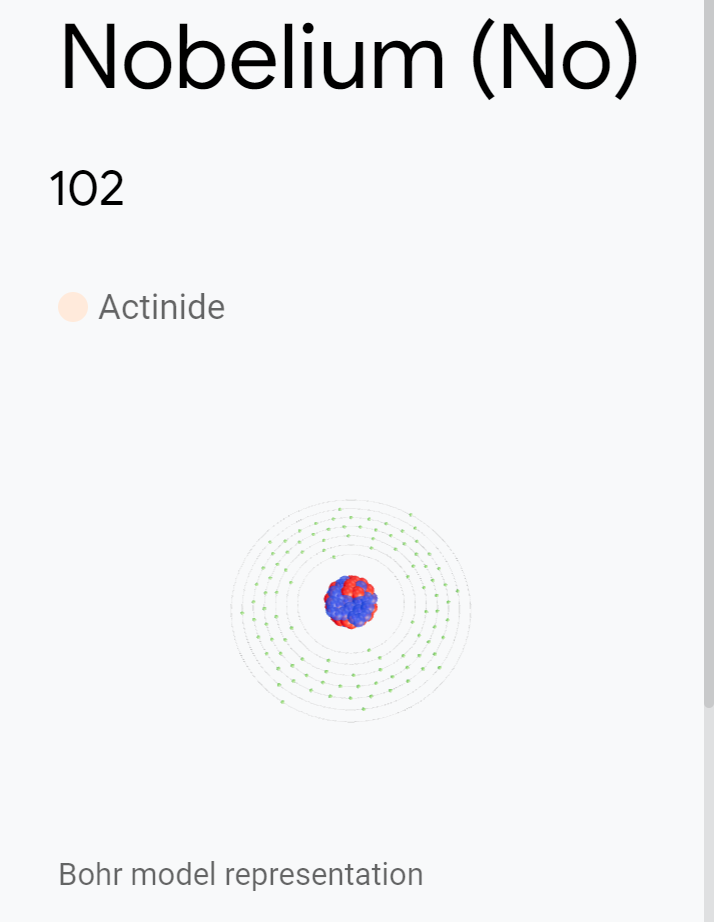 Nobelium (No)
102
Actinide
Bohr model representation